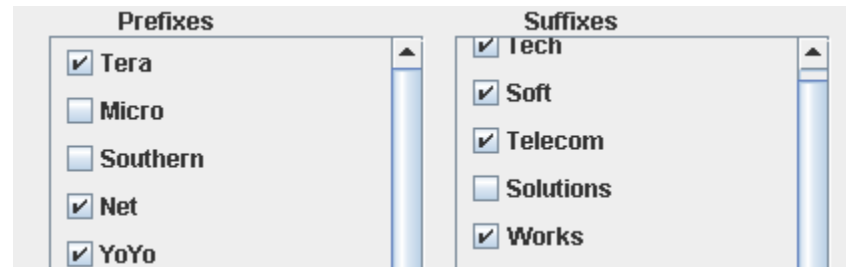 Prefixes
Tera
Micro
Southern
Net
YoYo
Suffixes
Tech
Soft
Telecom
Solutions
Works